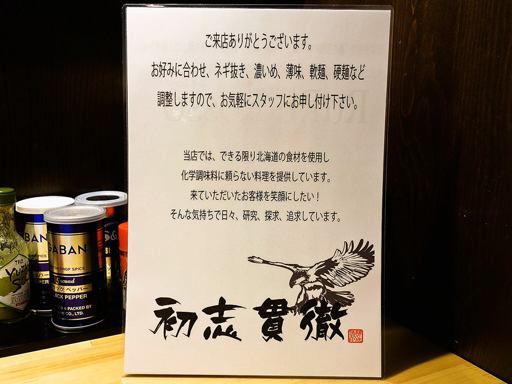 ご来店ありがとうございます。
お好みに合わせ、ネギ抜き、濃いめ、薄味、軟麺、硬麺など
調整しますので、お気軽にスタッフにお申し付け下さい。
当店では、できる限り北海道の食材を使用し
化学調味料に頼らない料理を提供しています。
来ていただいたお客様を笑顔にしたい！
そんな気持ちで日々、研究、探求、追求しています。
初志貫徹
GABAN
BLACK PEPPER